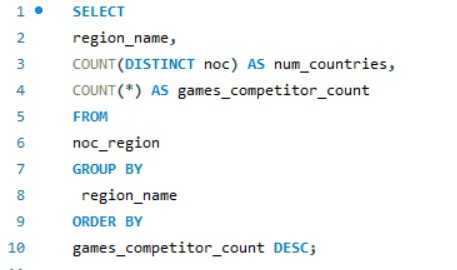 1 SELECT
2 region_name,
3 COUNT(DISTINCT noc) AS num_countries,
4 COUNT(*) AS games_competitor_count
5 FROM
6 noc_region
7 GROUP BY
8 region_name
9 ORDER BY
10 games_competitor_count DESC;